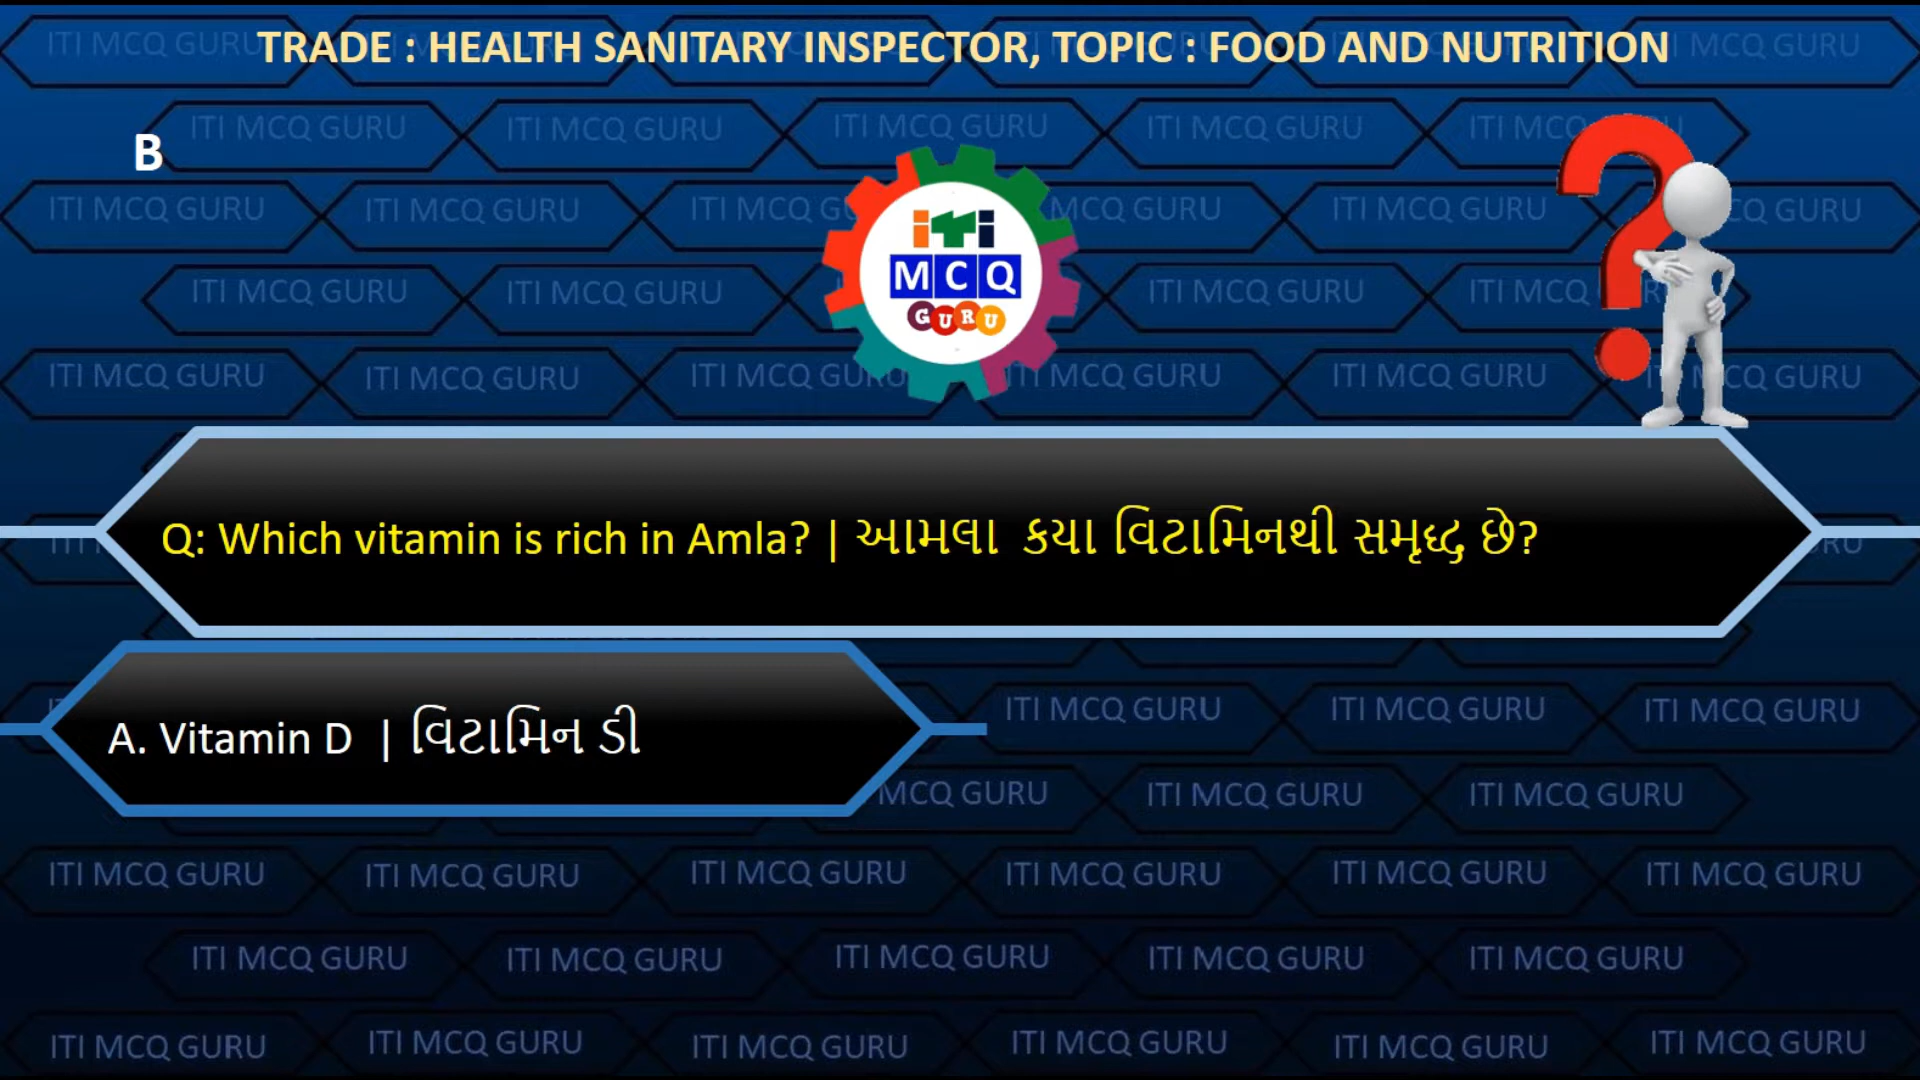 TRADE : HEALTH SANITARY INSPECTOR, TOPIC : FOOD AND NUTRITION
B
iTi
MCQ
GURU
Q: Which vitamin is rich in Amla? | આમલા કયા વિટામિનથી સમૃદ્ધ છે?
A. Vitamin D | વિટામિન ડી
ITI MCQ GURU